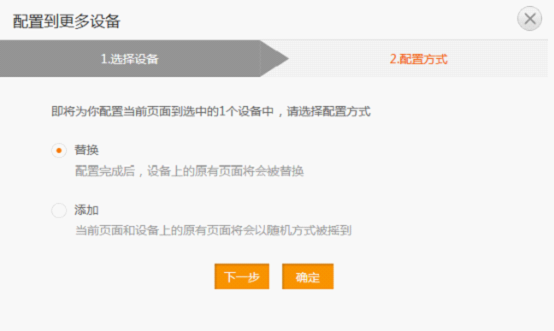 配置到更多设备
1.选择设备
2.配置方式
即将为你配置当前页面到选中的1个设备中，请选择配置方式
替换
配置完成后，设备上的原有页面将会被替换
添加
当前页面和设备上的原有页面将会以随机方式被摇到
下一步
确定